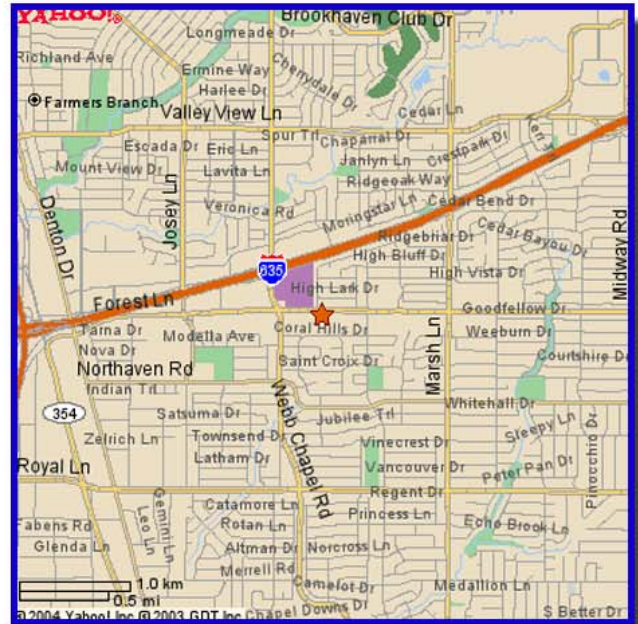 YAHOO!
Brookhaven Club Dr
Longmeade Dr
Richland Ave
Ermine Way
Cherrydale Dr
Harlee Dr
Farmers Branch
Valley View Ln
Cedar Ln
Spur Trl
Chaparral Dr
Kerr Trl
Escada Dr
Eric Ln
Janlyn Ln
Crestpark Dr
Mount View Dr
Lavita Ln
Ridgeoak Way
Josey Ln
Denton Dr
Veronica Rd
Morningstar Ln
Cedar Bend Dr
Ridgebriar Dr
Cedar Bayou Dr
Midway Rd
High Bluff Dr
635
High Vista Dr
High Lark Dr
Forest Ln
Goodfellow Dr
Tarna Dr
Modella Ave
Coral Hills Dr
Weeburn Dr
Nova Dr
Marsh Ln
Northaven Rd
Saint Croix Dr
Courtshire Dr
Indian Trl
Webb Chapel Rd
Whitehall Dr
354
Satsuma Dr
Jubilee Trl
Sleepy Ln
Zelrich Ln
Townsend Dr
Vinecrest Dr
Pinocchio Dr
Latham Dr
Royal Ln
Vancouver Dr
Peter Pan Dr
Regent Dr
Gemini Ln
Leo Ln
Catamore Ln
Princess Ln
Fabens Rd
Rotan Ln
Echo Brook Ln
Glenda Ln
Altman Dr
Norcross Ln
Merrell Rd
Camelot Dr
Medallion Ln
1.0 km
0.5 mi
Chapel Downs Dr
S Better Dr
© 2004 Yahoo! Inc © 2003 GDT Inc